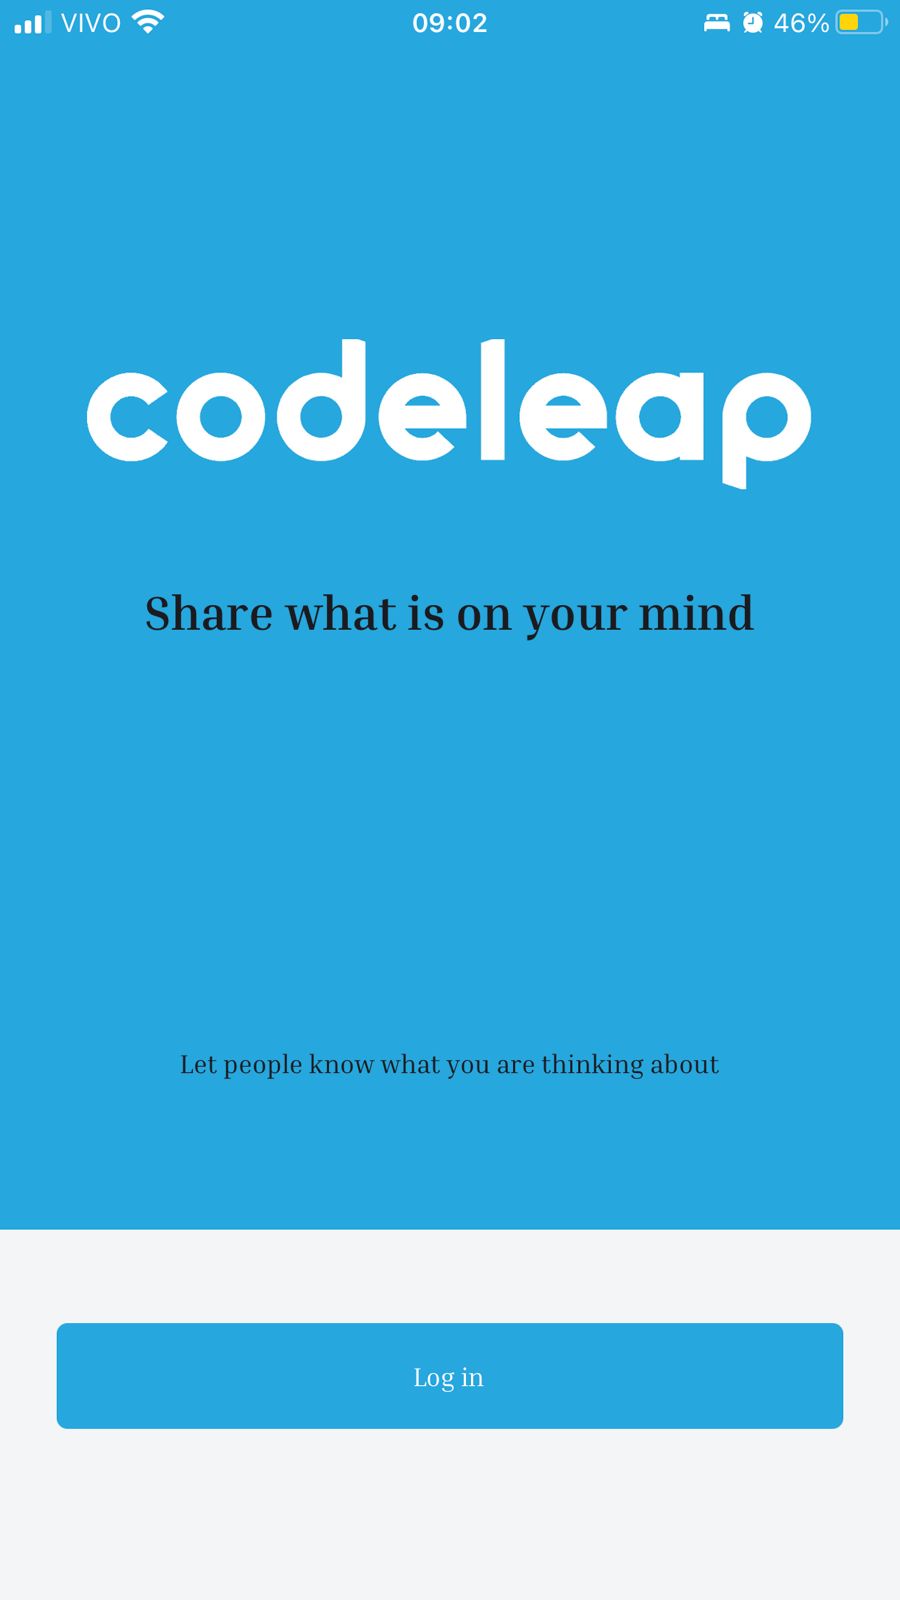 VIVO 09:02 46%
codeleap
Share what is on your mind
Let people know what you are thinking about
Log in